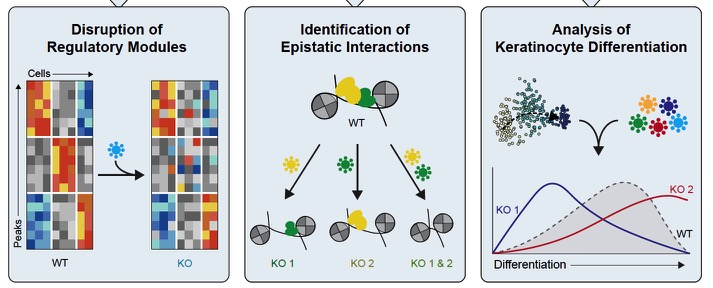 Disruption of
Regulatory Modules
Cells
Peaks
WT
KO
Identification of
Epistatic Interactions
WT
KO 1
KO 2
KO 1 & 2
Analysis of
Keratinocyte Differentiation
KO 1
KO 2
WT
Differentiation